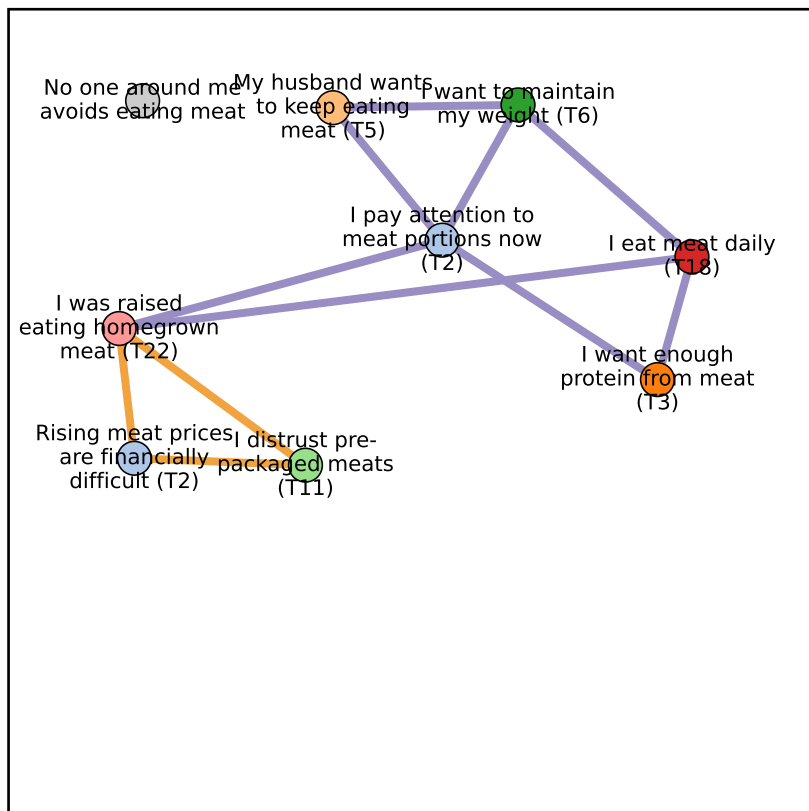 No one around me
avoids eating meat
My husband wants
to keep eating
meat (T5)
I want to maintain
my weight (T6)
I pay attention to
meat portions now
(T2)
I eat meat daily
(T18)
I was raised
eating homegrown
meat (T22)
I want enough
protein from meat
(T3)
Rising meat prices
are financially
difficult (T2)
I distrust pre-
packaged meats
(T11)